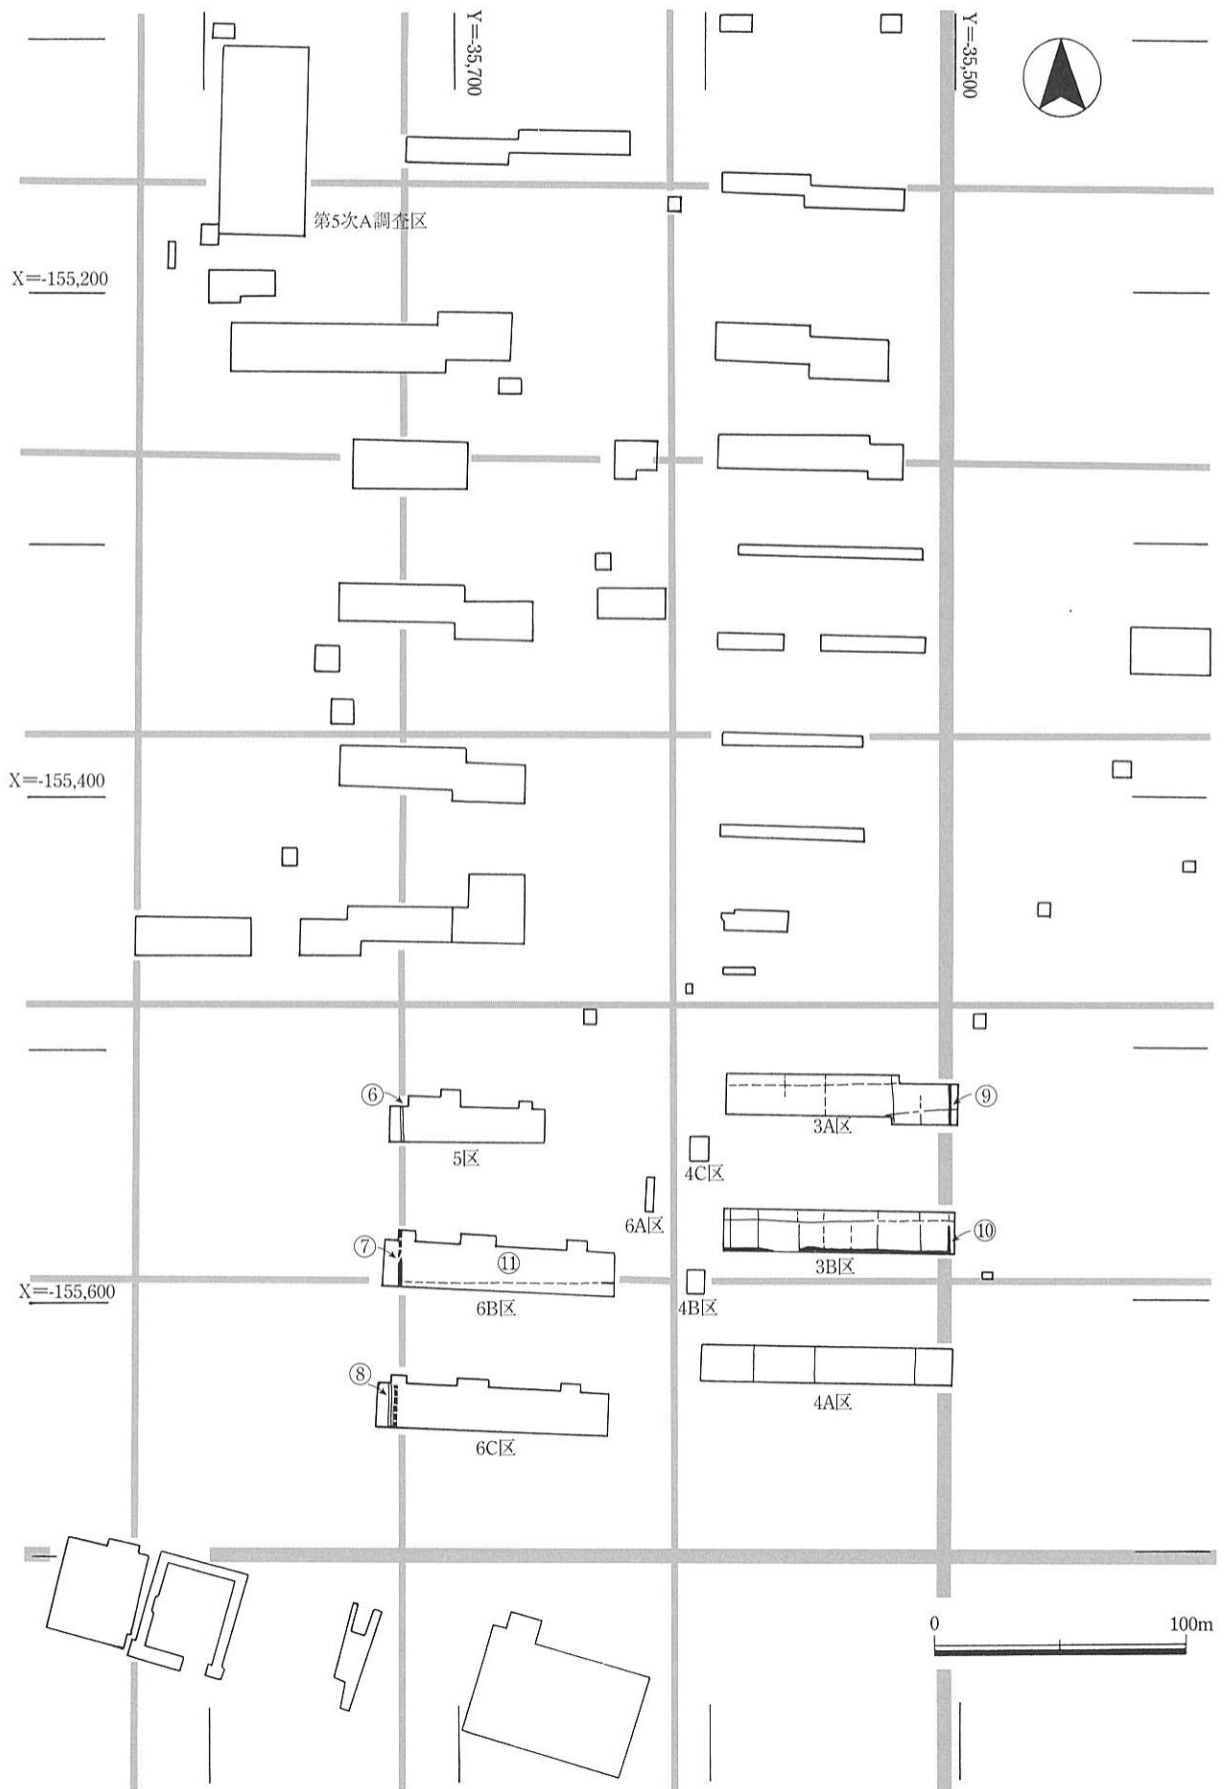 Y=-35,700
Y=-35,500
第5次A調査区
X=-155,200
X=-155,400
⑥
⑨
3A区
5区
4C区
6A区
⑦
⑪
⑩
3B区
X=-155,600
6B区
4B区
⑧
4A区
6C区
0
100m